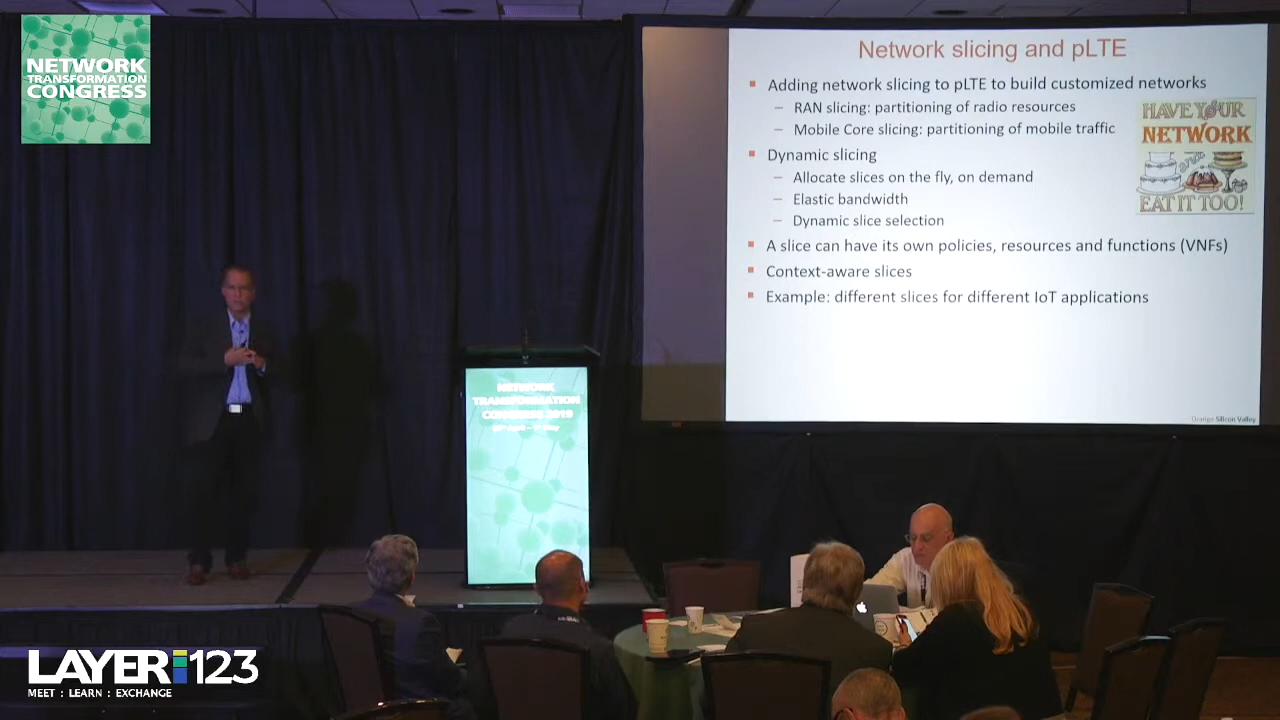 NETWORK
TRANSFORMATION
CONGRESS
Network slicing and pLTE
▪ Adding network slicing to pLTE to build customized networks
– RAN slicing: partitioning of radio resources
– Mobile Core slicing: partitioning of mobile traffic
▪ Dynamic slicing
– Allocate slices on the fly, on demand
– Elastic bandwidth
– Dynamic slice selection
▪ A slice can have its own policies, resources and functions (VNFs)
▪ Context-aware slices
▪ Example: different slices for different IoT applications
HAVE YOUR
NETWORK
AND
EAT IT TOO!
Orange Silicon Valley
NETWORK
TRANSFORMATION
CONGRESS 2019
LAYER 123
MEET : LEARN : EXCHANGE